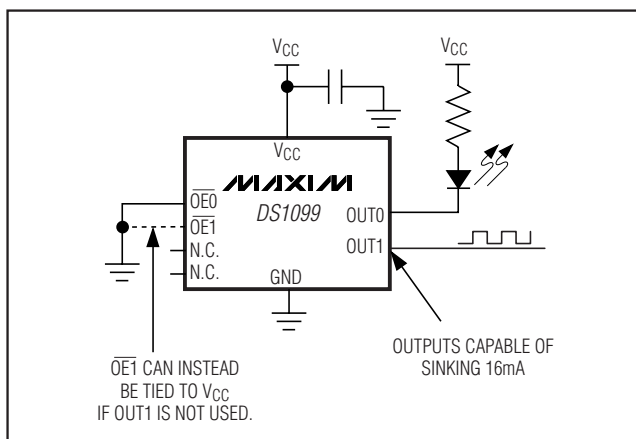 VCC
VCC
VCC
MAXIM
DS1099
OE0
OE1
N.C.
N.C.
OUT0
OUT1
GND
OE1 CAN INSTEAD
BE TIED TO VCC
IF OUT1 IS NOT USED.
OUTPUTS CAPABLE OF
SINKING 16mA